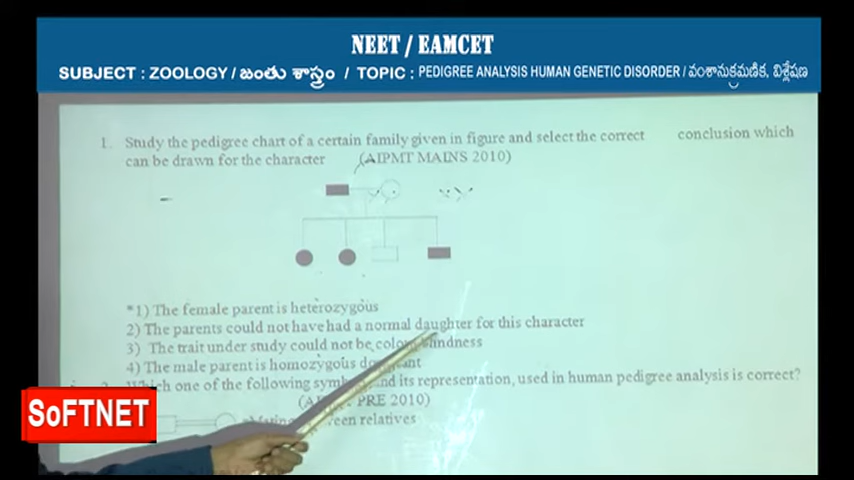 NEET / EAMCET
SUBJECT : ZOOLOGY / జంతు శాస్త్రం / TOPIC : PEDIGREE ANALYSIS HUMAN GENETIC DISORDER / వంశానుక్రమణిక, విశ్లేషణ
1. Study the pedigree chart of a certain family given in figure and select the correct conclusion which
can be drawn for the character (AIPMT MAINS 2010)
*1) The female parent is heterozygous
2) The parents could not have had a normal daughter for this character
3) The trait under study could not be colour blindness
4) The male parent is homozygous dominant
2. Which one of the following symbols and its representation, used in human pedigree analysis is correct?
PRE 2010)
relatives
SoFTNET